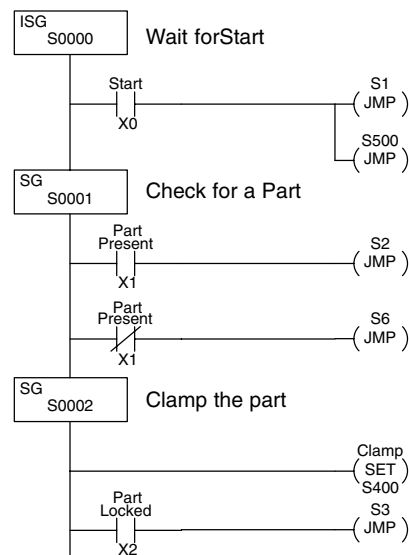 ISG
S0000
Wait forStart
Start
X0
S1
JMP
S500
JMP
SG
S0001
Check for a Part
Part
Present
X1
S2
JMP
Part
Present
X1
S6
JMP
SG
S0002
Clamp the part
Clamp
SET
S400
Part
Locked
X2
S3
JMP